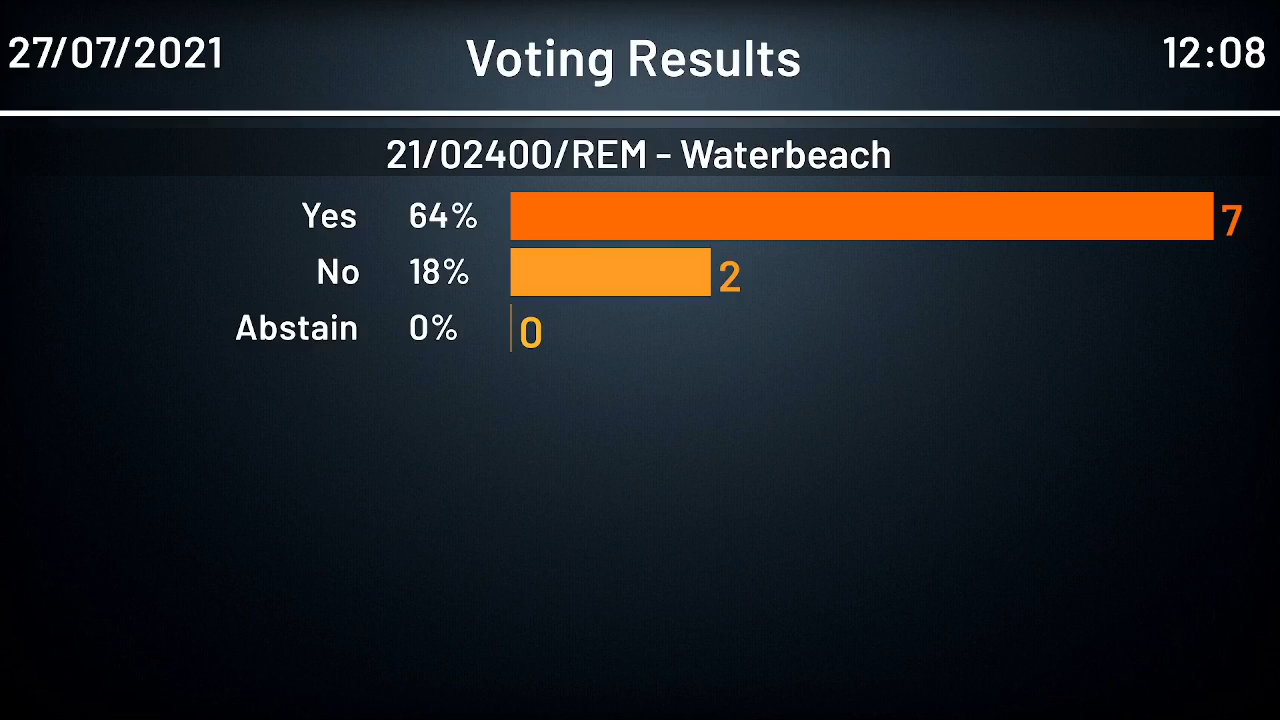 27/07/2021 Voting Results 12:08
21/02400/REM - Waterbeach
Yes 64% 7
No 18% 2
Abstain 0% 0